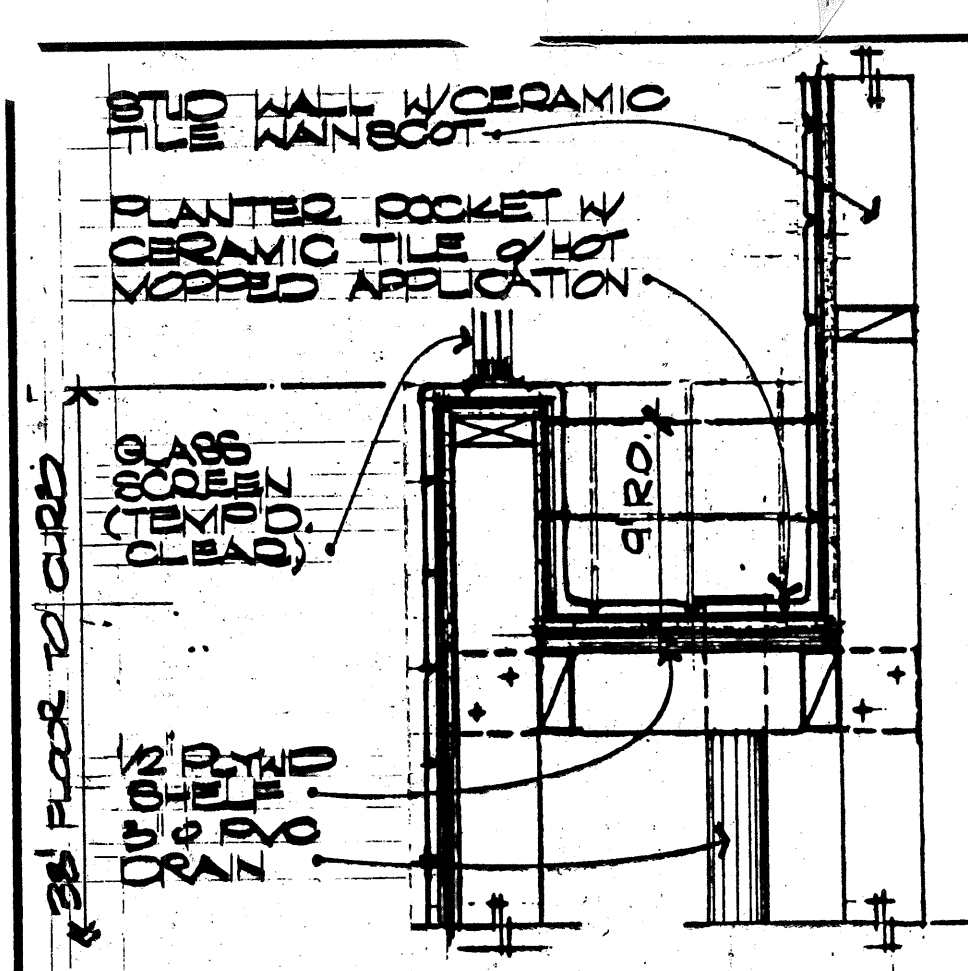 STUD WALL W/CERAMIC
TILE WAINSCOT
PLANTER POCKET W/
CERAMIC TILE o/HOT
MOPPED APPLICATION
GLASS
SCREEN
(TEMP'D.
CLEAR)
9" R.O.
38" FLOOR TO CURB
1/2" PLYWD
SHELF
3" φ PVC
DRAIN